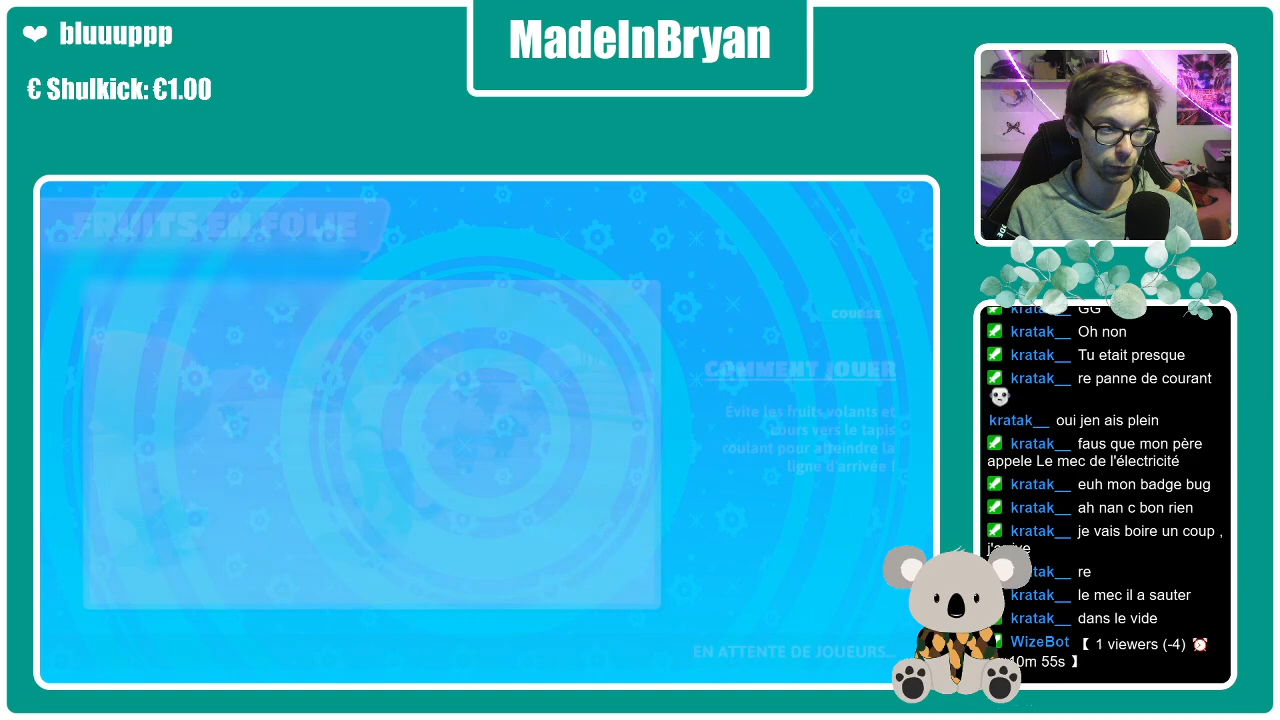 ❤ bluuuppp
€ Shulkick: €1.00
MadeInBryan
FRUITS EN FOLIE
COURSE
COMMENT JOUER
Évite les fruits volants et
cours vers le tapis
roulant pour atteindre la
ligne d'arrivée !
EN ATTENTE DE JOUEURS...
kratak__ GG
kratak__ Oh non
kratak__ Tu etait presque
kratak__ re panne de courant
kratak__ oui jen ais plein
kratak__ faus que mon père
appele Le mec de l'électricité
kratak__ euh mon badge bug
kratak__ ah nan c bon rien
kratak__ je vais boire un coup ,
re
kratak__ le mec il a sauter
kratak__ dans le vide
WizeBot 【 1 viewers (-4) ⏰
10m 55s 】